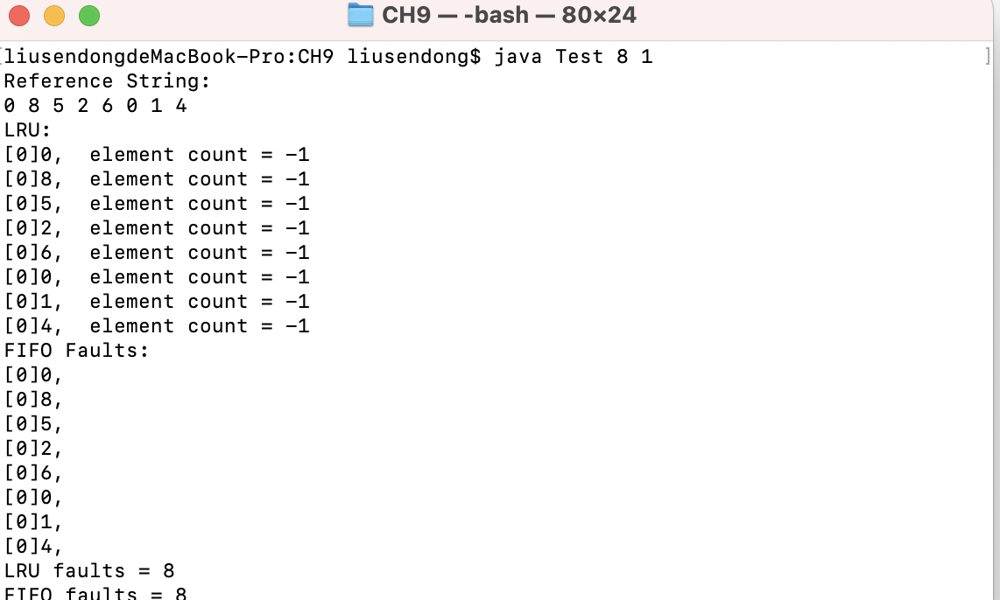 CH9 — -bash — 80×24
[liusendongdeMacBook-Pro:CH9 liusendong$ java Test 8 1 ]
Reference String:
0 8 5 2 6 0 1 4
LRU:
[0]0,  element count = -1
[0]8,  element count = -1
[0]5,  element count = -1
[0]2,  element count = -1
[0]6,  element count = -1
[0]0,  element count = -1
[0]1,  element count = -1
[0]4,  element count = -1
FIFO Faults:
[0]0,
[0]8,
[0]5,
[0]2,
[0]6,
[0]0,
[0]1,
[0]4,
LRU faults = 8
FIFO faults = 8